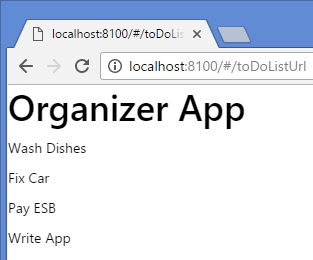 localhost:8100/#/toDoLis
localhost:8100/#/toDoListUrl
Organizer App
Wash Dishes
Fix Car
Pay ESB
Write App